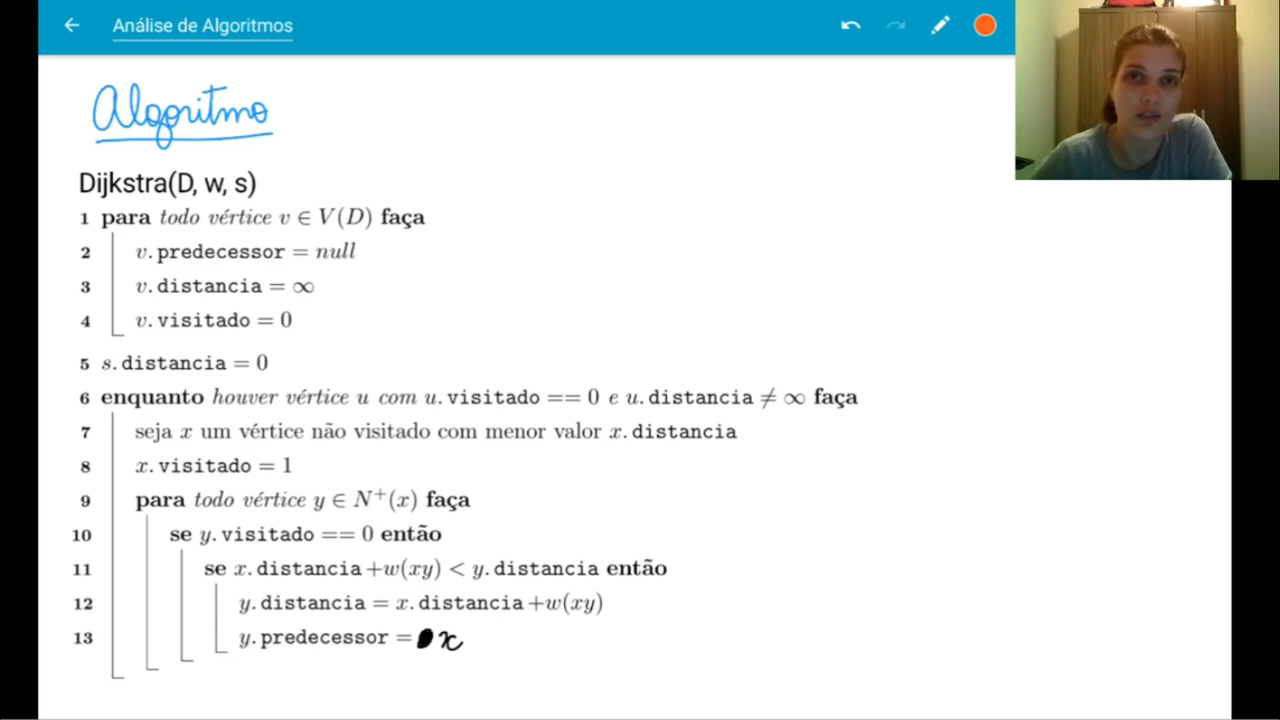 Análise de Algoritmos
Algoritmo
Dijkstra(D, w, s)
1 para todo vértice v ∈ V(D) faça
2 v.predecessor = null
3 v.distancia = ∞
4 v.visitado = 0
5 s.distancia = 0
6 enquanto houver vértice u com u.visitado == 0 e u.distancia ≠ ∞ faça
7 seja x um vértice não visitado com menor valor x.distancia
8 x.visitado = 1
9 para todo vértice y ∈ N⁺(x) faça
10 se y.visitado == 0 então
11 se x.distancia+w(xy) < y.distancia então
12 y.distancia = x.distancia+w(xy)
13 y.predecessor = x